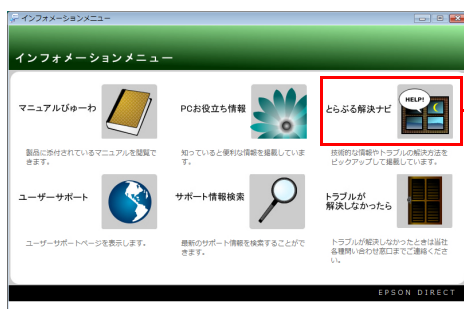 インフォメーションメニュー
インフォメーションメニュー
マニュアルびゅーわ
PCお役立ち情報
とらぶる解決ナビ
HELP!
製品に添付されているマニュアルを閲覧で
きます。
知っていると便利な情報を掲載していま
す。
技術的な情報やトラブルの解決方法を
ピックアップして掲載しています。
ユーザーサポート
サポート情報検索
トラブルが
解決しなかったら
ユーザーサポートページを表示します。
最新のサポート情報を検索することがで
きます。
トラブルが解決しなかったときは当社
各種問い合わせ窓口までご連絡くださ
い。
EPSON DIRECT